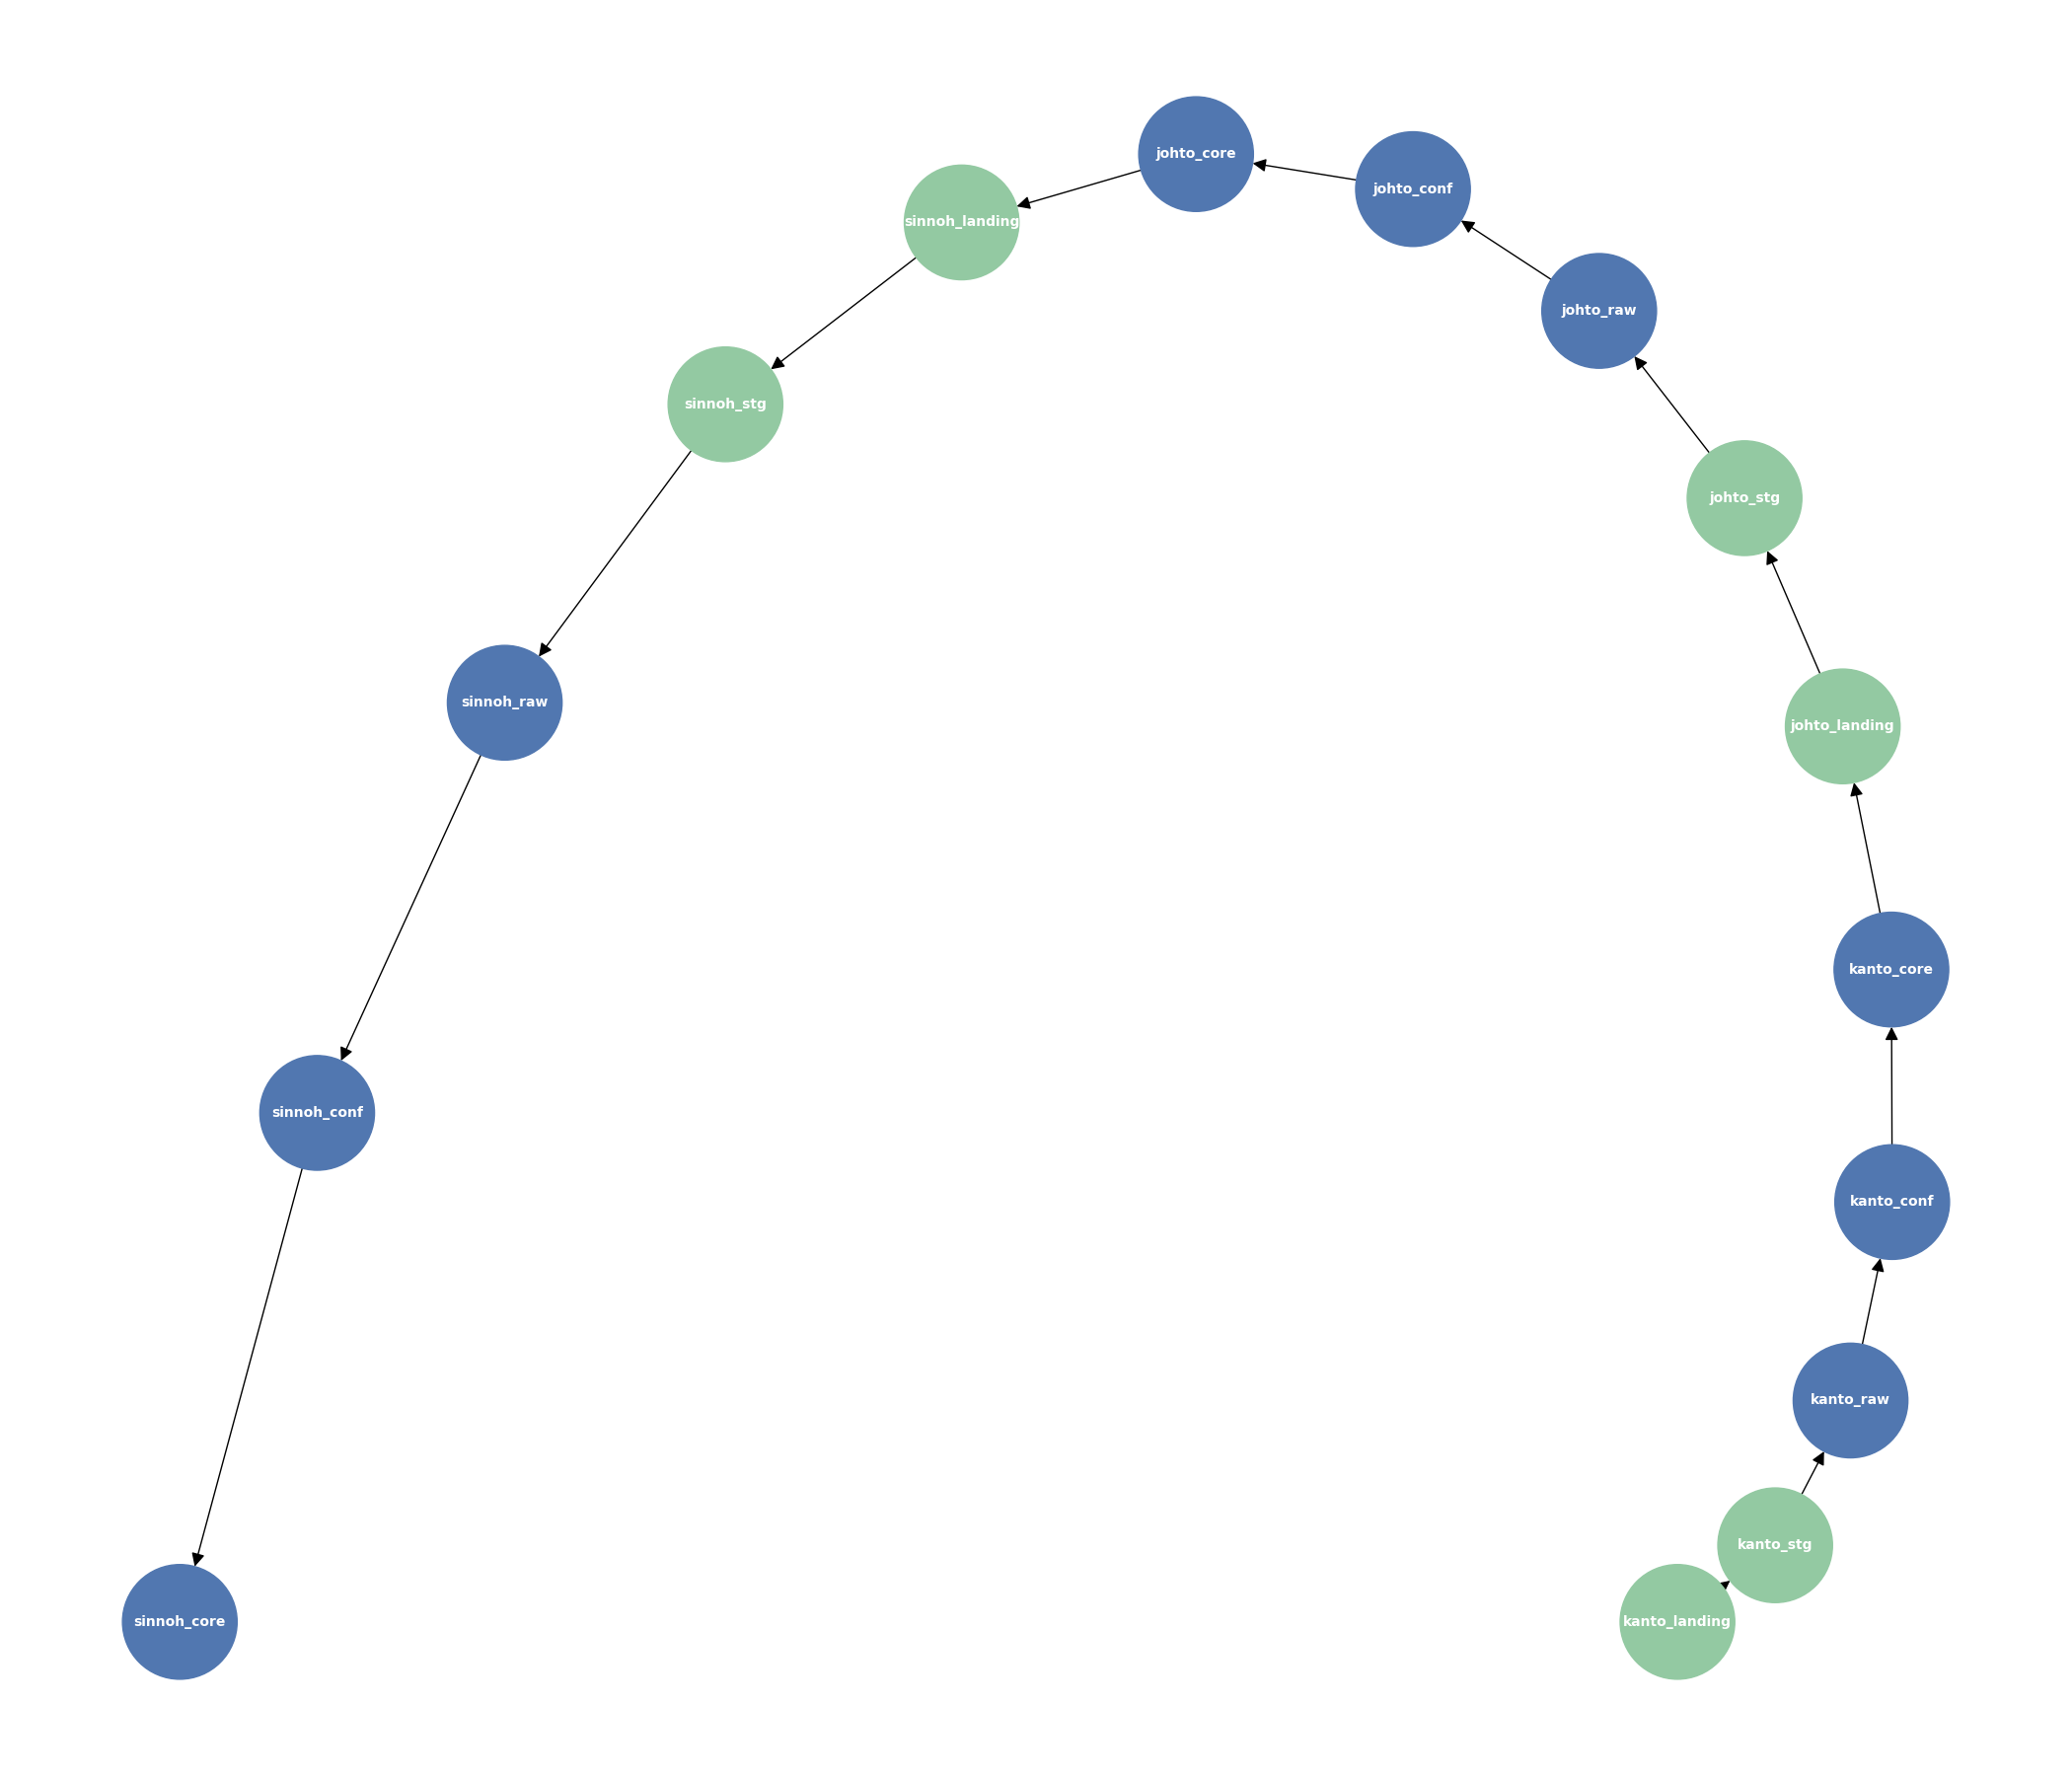 johto_core
johto_conf
sinnoh_landing
johto_raw
sinnoh_stg
johto_stg
sinnoh_raw
johto_landing
kanto_core
sinnoh_conf
kanto_conf
kanto_raw
kanto_stg
sinnoh_core
kanto_landing